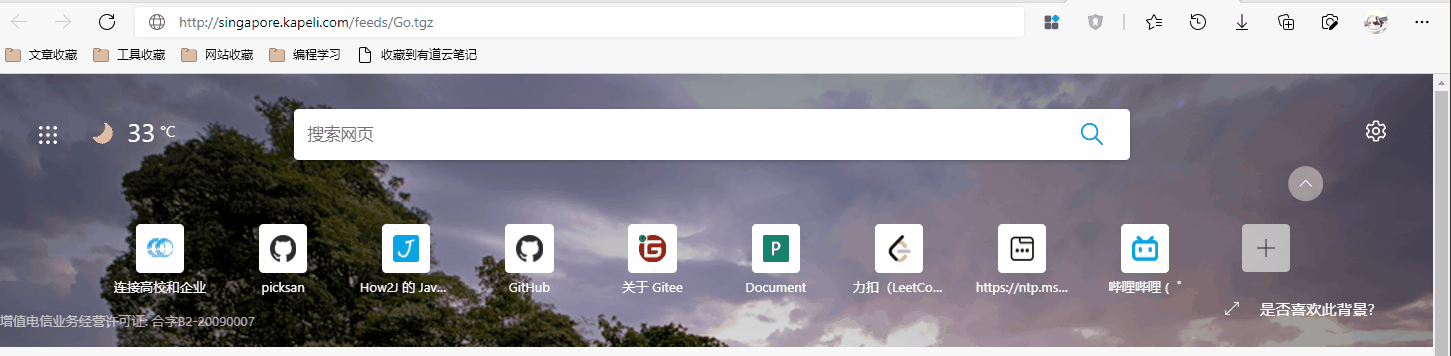 http://singapore.kapeli.com/feeds/Go.tgz
文章收藏 工具收藏 网站收藏 编程学习 收藏到有道云笔记
33 ℃ 搜索网页
连接高校和企业 picksan How2J 的 Jav... GitHub 关于 Gitee Document 力扣（LeetCo... https://ntp.ms... 哔哩哔哩 ( ゜
增值电信业务经营许可证: 合字B2-20090007 是否喜欢此背景?